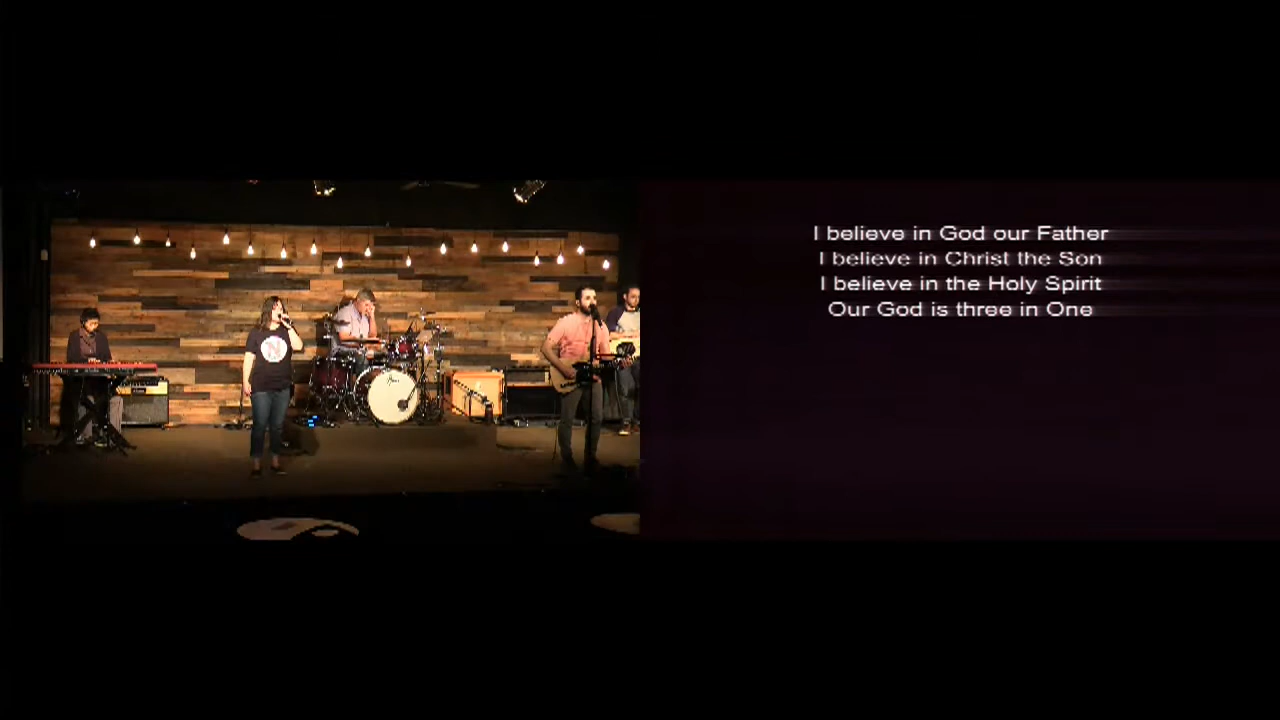 I believe in God our Father
I believe in Christ the Son
I believe in the Holy Spirit
Our God is three in One